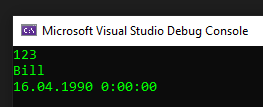 Microsoft Visual Studio Debug Console
123
Bill
16.04.1990 0:00:00